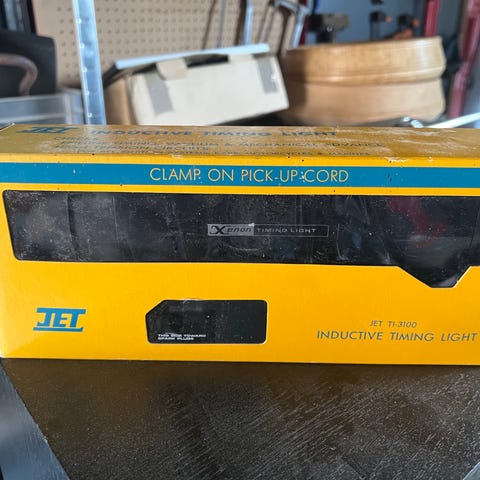 JET INDUCTIVE TIMING LIGHT
CLAMP ON PICK-UP CORD
Xenon TIMING LIGHT
JET
THIS SIDE TOWARD
SPARK PLUGS
JET TI-3100
INDUCTIVE TIMING LIGHT